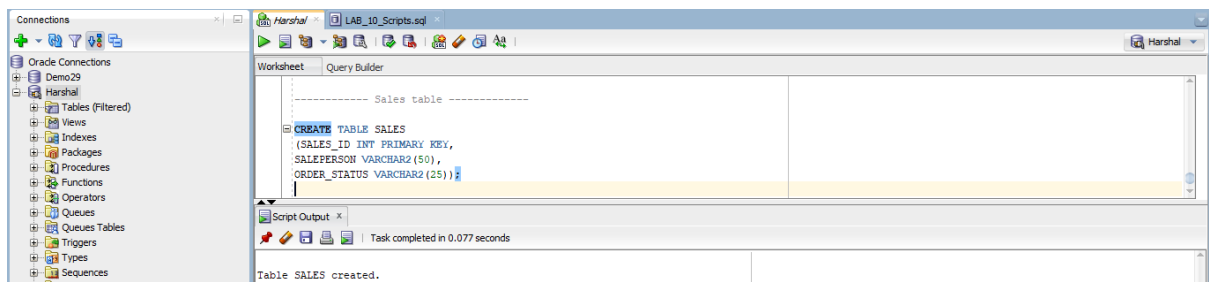 Connections
Oracle Connections
Demo29
Harshal
Tables (Filtered)
Views
Indexes
Packages
Procedures
Functions
Operators
Queues
Queues Tables
Triggers
Types
Sequences
Harshal
LAB_10_Scripts.sql
Harshal
Worksheet Query Builder
------------ Sales table -------------
CREATE TABLE SALES
(SALES_ID INT PRIMARY KEY,
SALEPERSON VARCHAR2(50),
ORDER_STATUS VARCHAR2(25));
Script Output
Task completed in 0.077 seconds
Table SALES created.